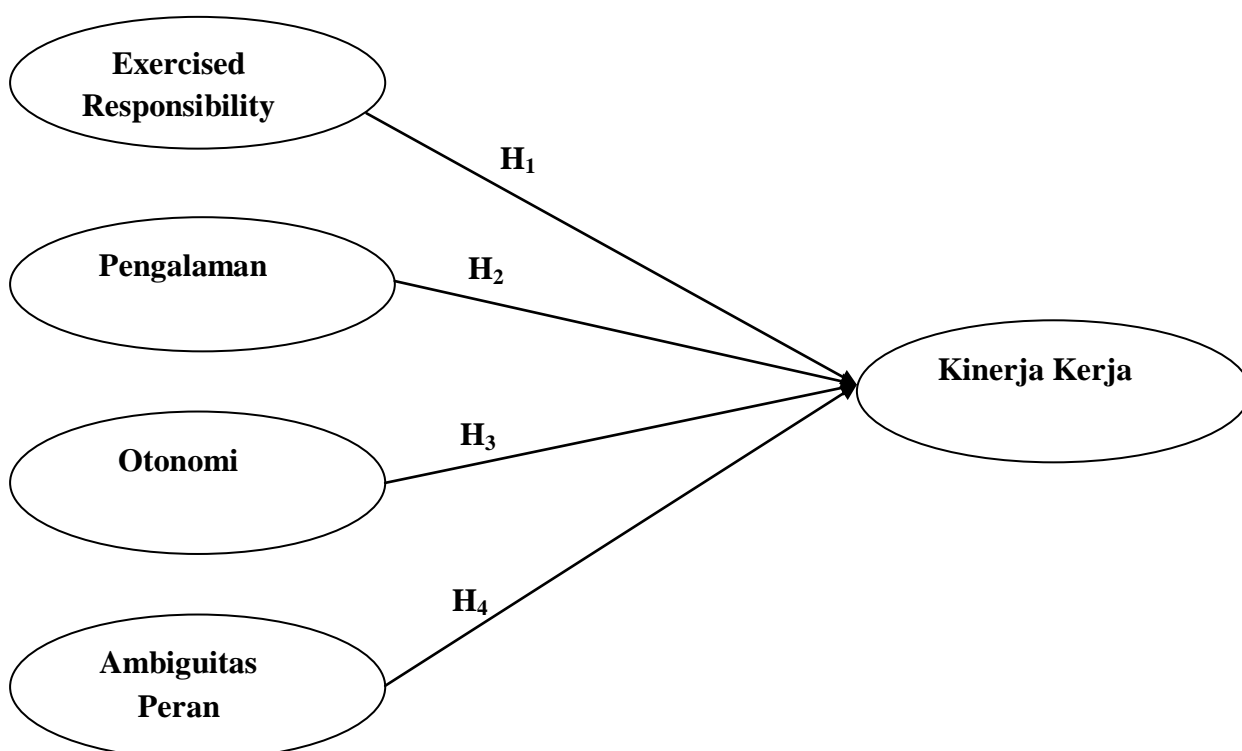 Exercised
Responsibility
H₁
Pengalaman
H₂
Kinerja Kerja
Otonomi
H₃
H₄
Ambiguitas
Peran